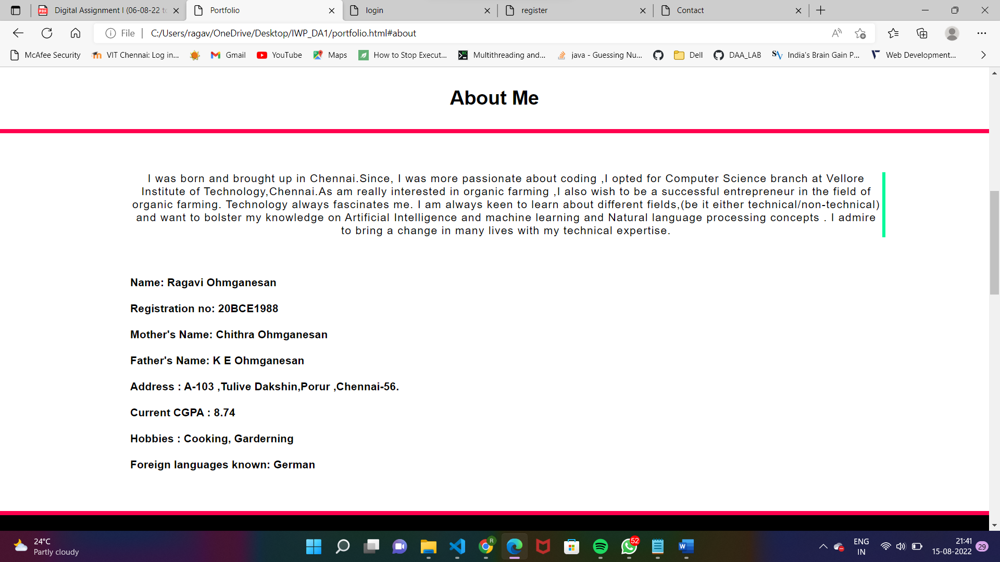 Digital Assignment I (06-08-22 to
Portfolio
login
register
Contact
File
C:/Users/ragav/OneDrive/Desktop/IWP_DA1/portfolio.html#about
McAfee Security
VIT Chennai: Log in...
Gmail
YouTube
Maps
How to Stop Execut...
Multithreading and...
java - Guessing Nu...
Dell
DAA_LAB
India's Brain Gain P...
Web Development...
About Me
I was born and brought up in Chennai.Since, I was more passionate about coding ,I opted for Computer Science branch at Vellore
Institute of Technology,Chennai.As am really interested in organic farming ,I also wish to be a successful entrepreneur in the field of
organic farming. Technology always fascinates me. I am always keen to learn about different fields,(be it either technical/non-technical)
and want to bolster my knowledge on Artificial Intelligence and machine learning and Natural language processing concepts . I admire
to bring a change in many lives with my technical expertise.
Name: Ragavi Ohmganesan
Registration no: 20BCE1988
Mother's Name: Chithra Ohmganesan
Father's Name: K E Ohmganesan
Address : A-103 ,Tulive Dakshin,Porur ,Chennai-56.
Current CGPA : 8.74
Hobbies : Cooking, Garderning
Foreign languages known: German
24°C
Partly cloudy
R
52
ENG
IN
21:41
15-08-2022
29